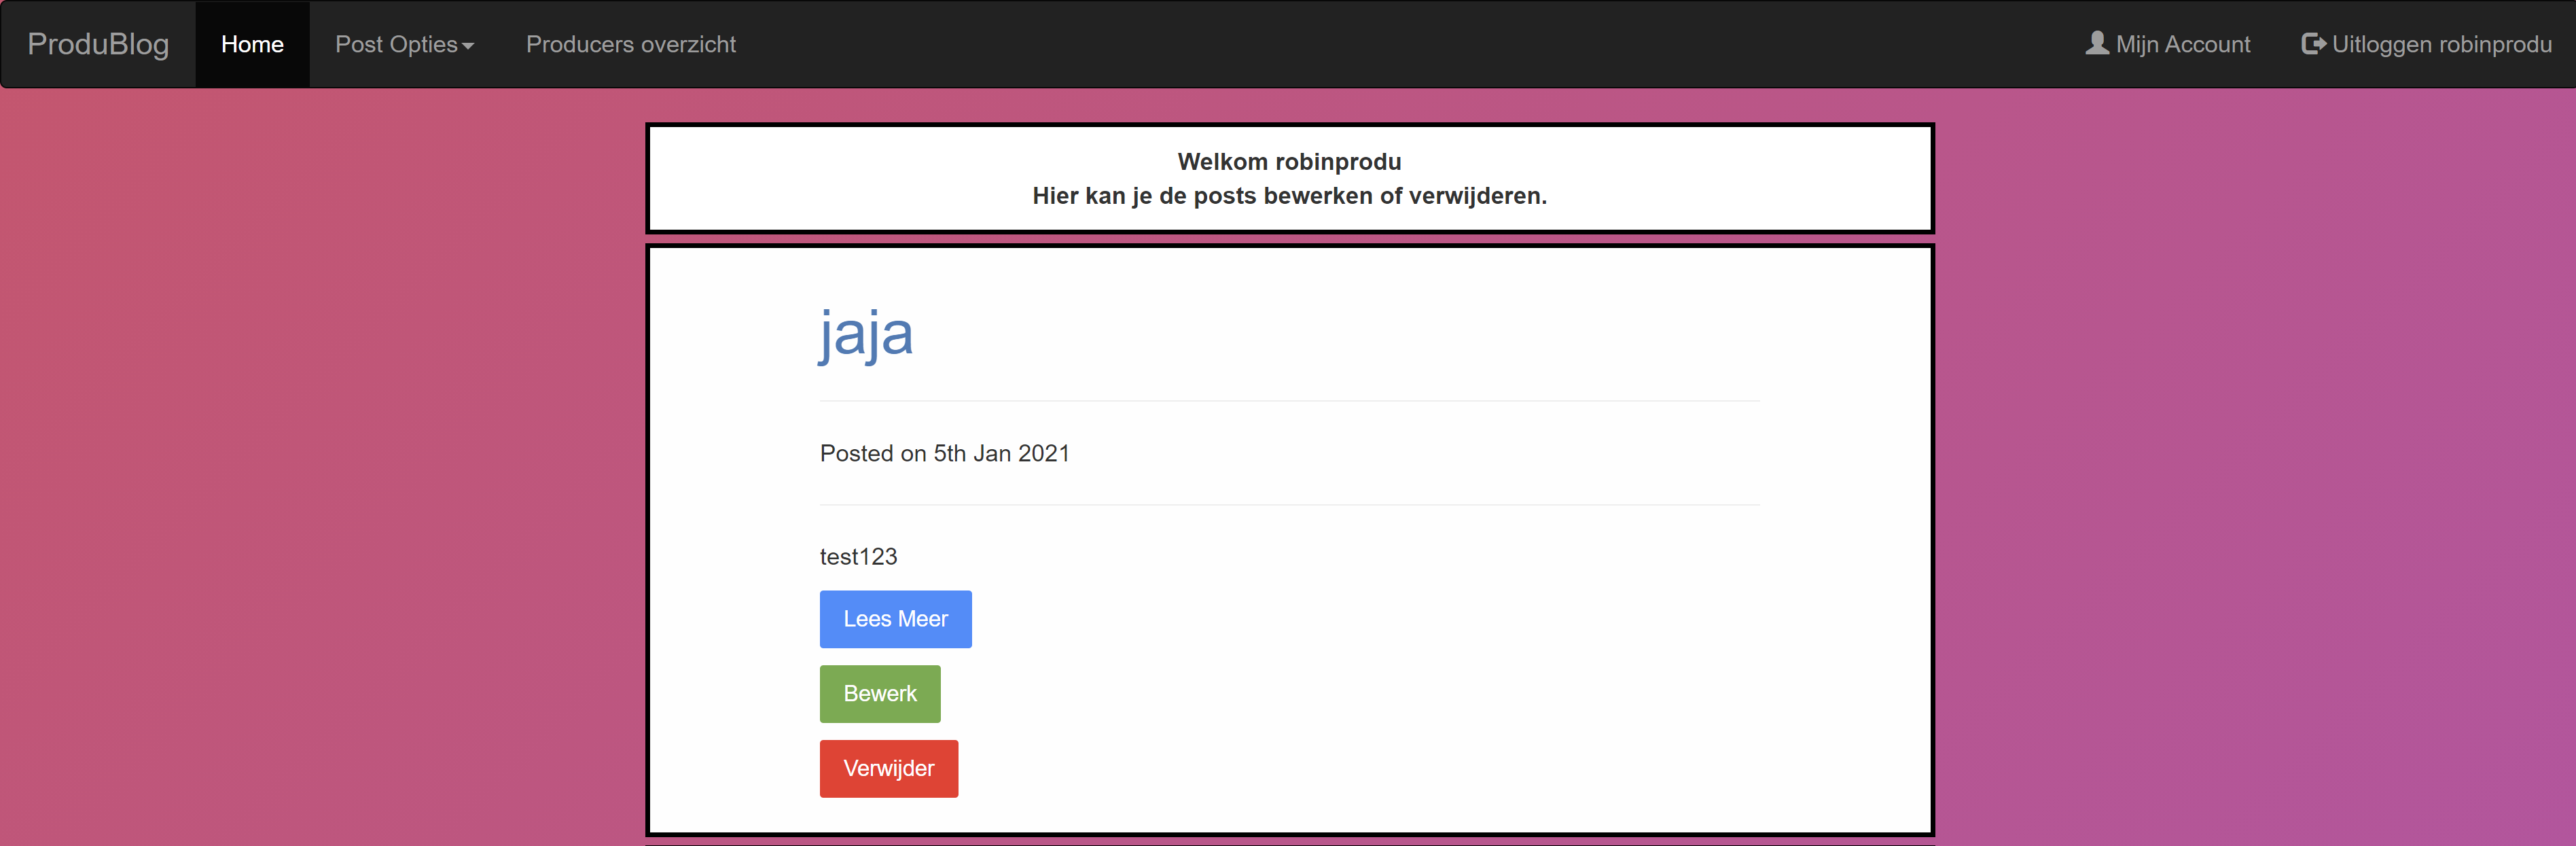 ProduBlog Home Post Opties Producers overzicht Mijn Account Uitloggen robinprodu
Welkom robinprodu
Hier kan je de posts bewerken of verwijderen.
jaja
Posted on 5th Jan 2021
test123
Lees Meer
Bewerk
Verwijder